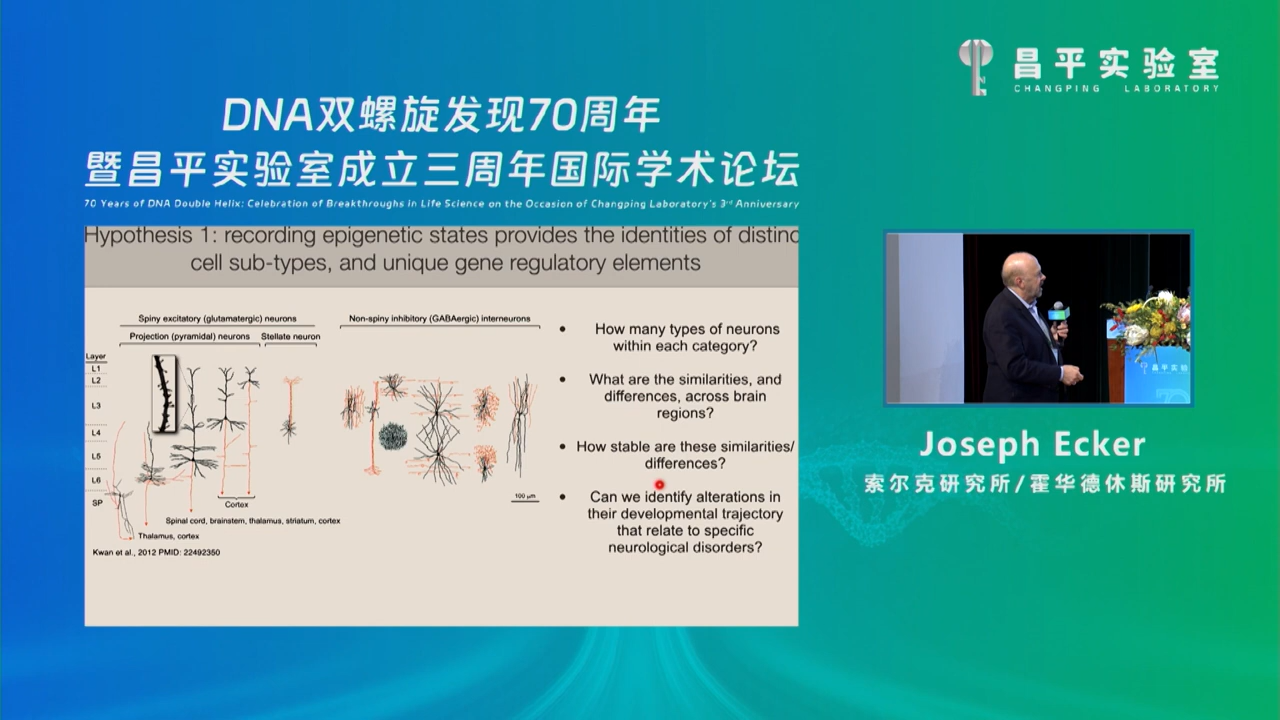 昌平实验室
CHANGPING LABORATORY
DNA双螺旋发现70周年
暨昌平实验室成立三周年国际学术论坛
70 Years of DNA Double Helix: Celebration of Breakthroughs in Life Science on the Occasion of Changping Laboratory's 3rd Anniversary
Hypothesis 1: recording epigenetic states provides the identities of distinc
cell sub-types, and unique gene regulatory elements
Spiny excitatory (glutamatergic) neurons
Non-spiny inhibitory (GABAergic) interneurons
Projection (pyramidal) neurons
Stellate neuron
Layer
L1
L2
L3
L4
L5
L6
SP
100 μm
Cortex
Spinal cord, brainstem, thalamus, striatum, cortex
Thalamus, cortex
Kwan et al., 2012 PMID: 22492350
• How many types of neurons
within each category?
• What are the similarities, and
differences, across brain
regions?
• How stable are these similarities/
differences?
• Can we identify alterations in
their developmental trajectory
that relate to specific
neurological disorders?
昌平实验
70
Joseph Ecker
索尔克研究所/霍华德休斯研究所